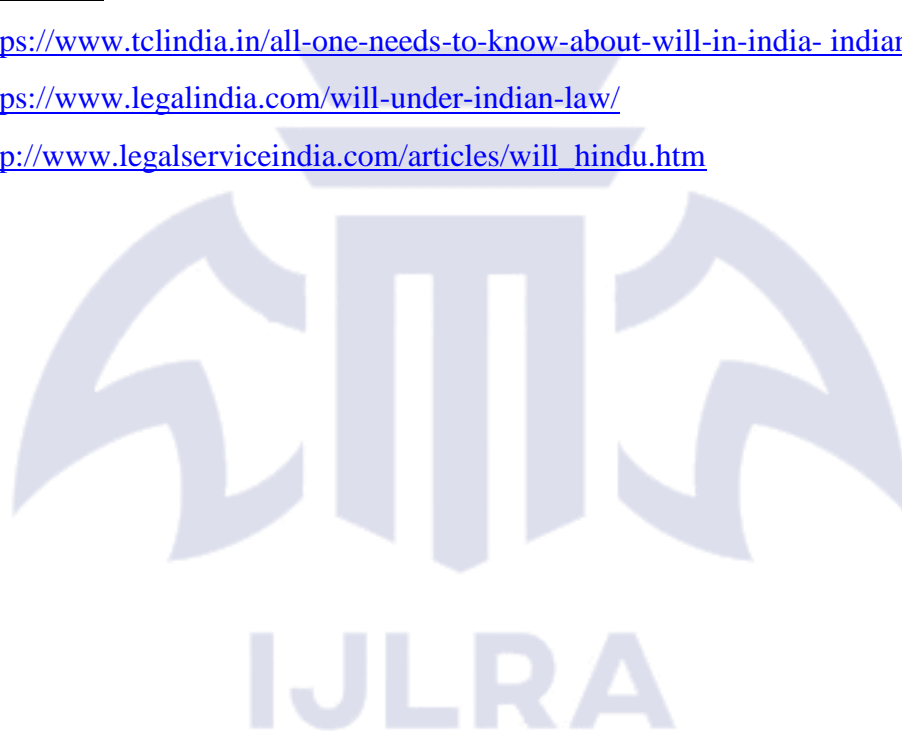 ps://www.tclindia.in/all-one-needs-to-know-about-will-in-india- indian
ps://www.legalindia.com/will-under-indian-law/
p://www.legalserviceindia.com/articles/will_hindu.htm
IJLRA